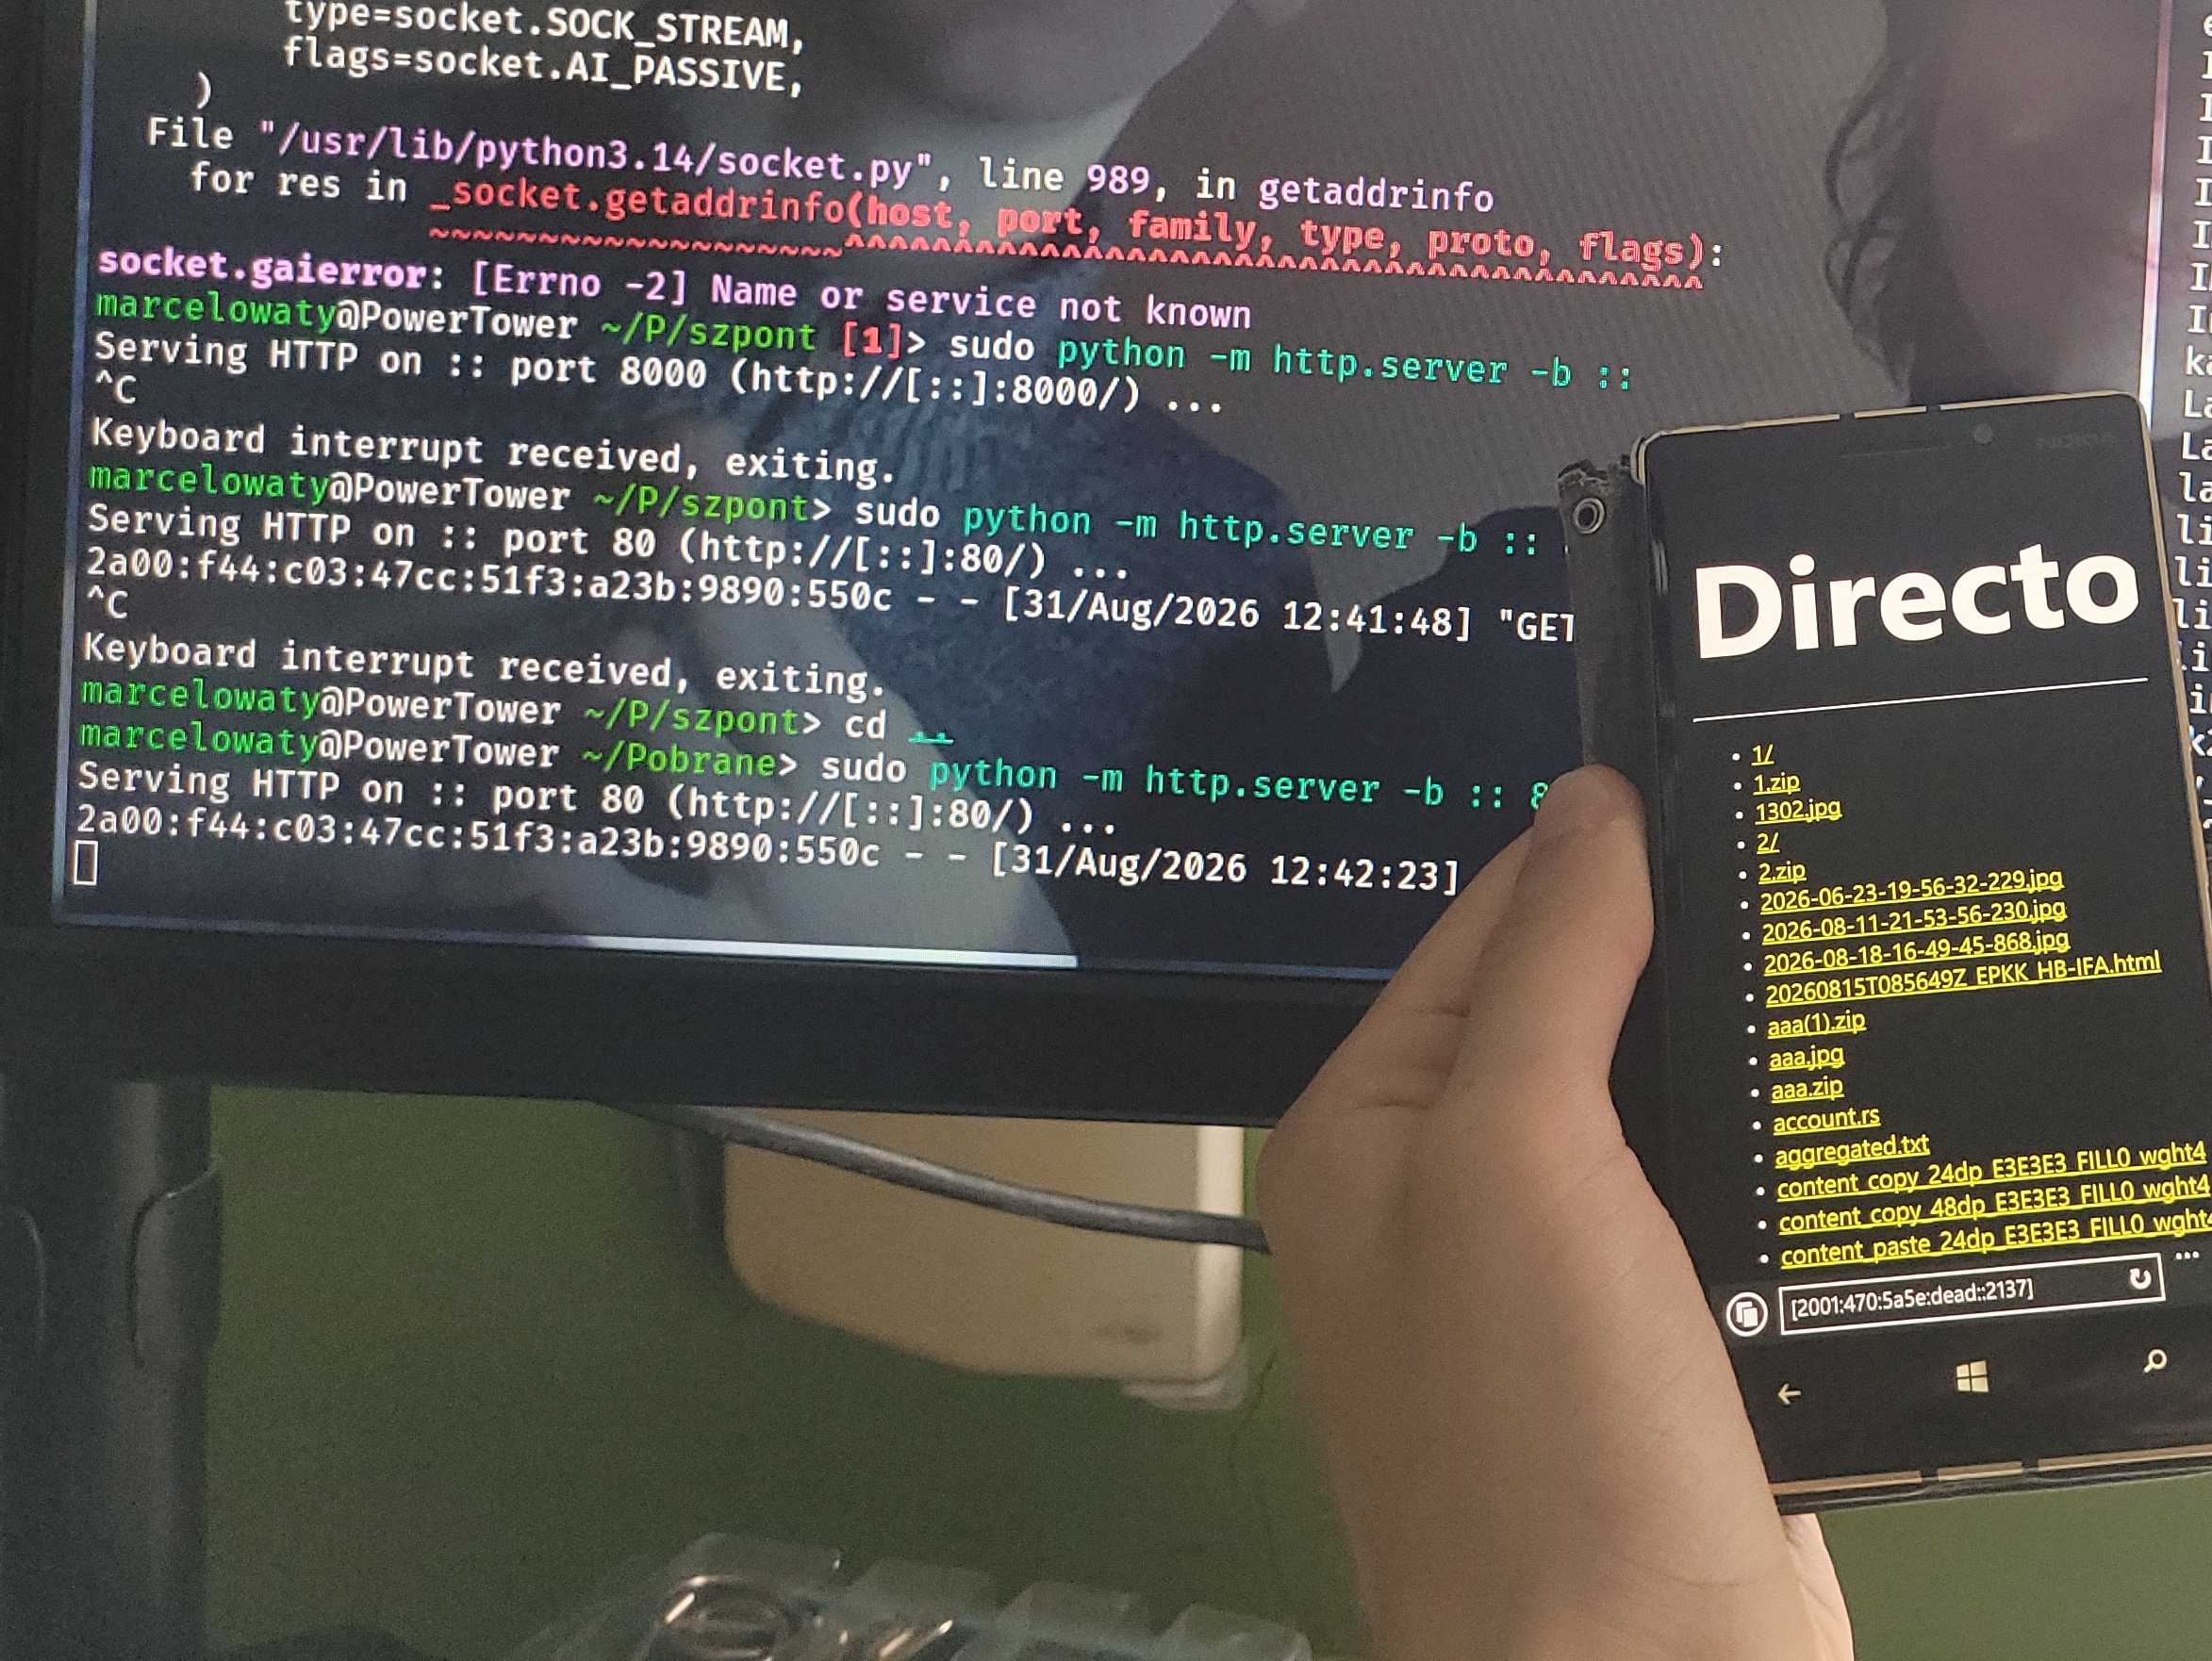 type=socket.SOCK_STREAM,
flags=socket.AI_PASSIVE,
)
File "/usr/lib/python3.14/socket.py", line 989, in getaddrinfo
for res in _socket.getaddrinfo(host, port, family, type, proto, flags):
~~~~~~~~~~~~~~~~~~~^^^^^^^^^^^^^^^^^^^^^^^^^^^^^^^^^^^^^
socket.gaierror: [Errno -2] Name or service not known
marcelowaty@PowerTower ~/P/szpont [1]> sudo python -m http.server -b ::
Serving HTTP on :: port 8000 (http://[::]:8000/) ...
^C
Keyboard interrupt received, exiting.
marcelowaty@PowerTower ~/P/szpont> sudo python -m http.server -b ::
Serving HTTP on :: port 80 (http://[::]:80/) ...
2a00:f44:c03:47cc:51f3:a23b:9890:550c - - [31/Aug/2026 12:41:48] "GET
^C
Keyboard interrupt received, exiting.
marcelowaty@PowerTower ~/P/szpont> cd ..
marcelowaty@PowerTower ~/Pobrane> sudo python -m http.server -b :: 8
Serving HTTP on :: port 80 (http://[::]:80/) ...
2a00:f44:c03:47cc:51f3:a23b:9890:550c - - [31/Aug/2026 12:42:23]
NOKIA
Directo
1/
1.zip
1302.jpg
2/
2.zip
2026-06-23-19-56-32-229.jpg
2026-08-11-21-53-56-230.jpg
2026-08-18-16-49-45-868.jpg
20260815T085649Z_EPKK_HB-IFA.html
aaa(1).zip
aaa.jpg
aaa.zip
account.rs
aggregated.txt
content_copy_24dp_E3E3E3_FILL0_wght4
content_copy_48dp_E3E3E3_FILL0_wght4
content_paste_24dp_E3E3E3_FILL0_wght4
[2001:470:5a5e:dead::2137]